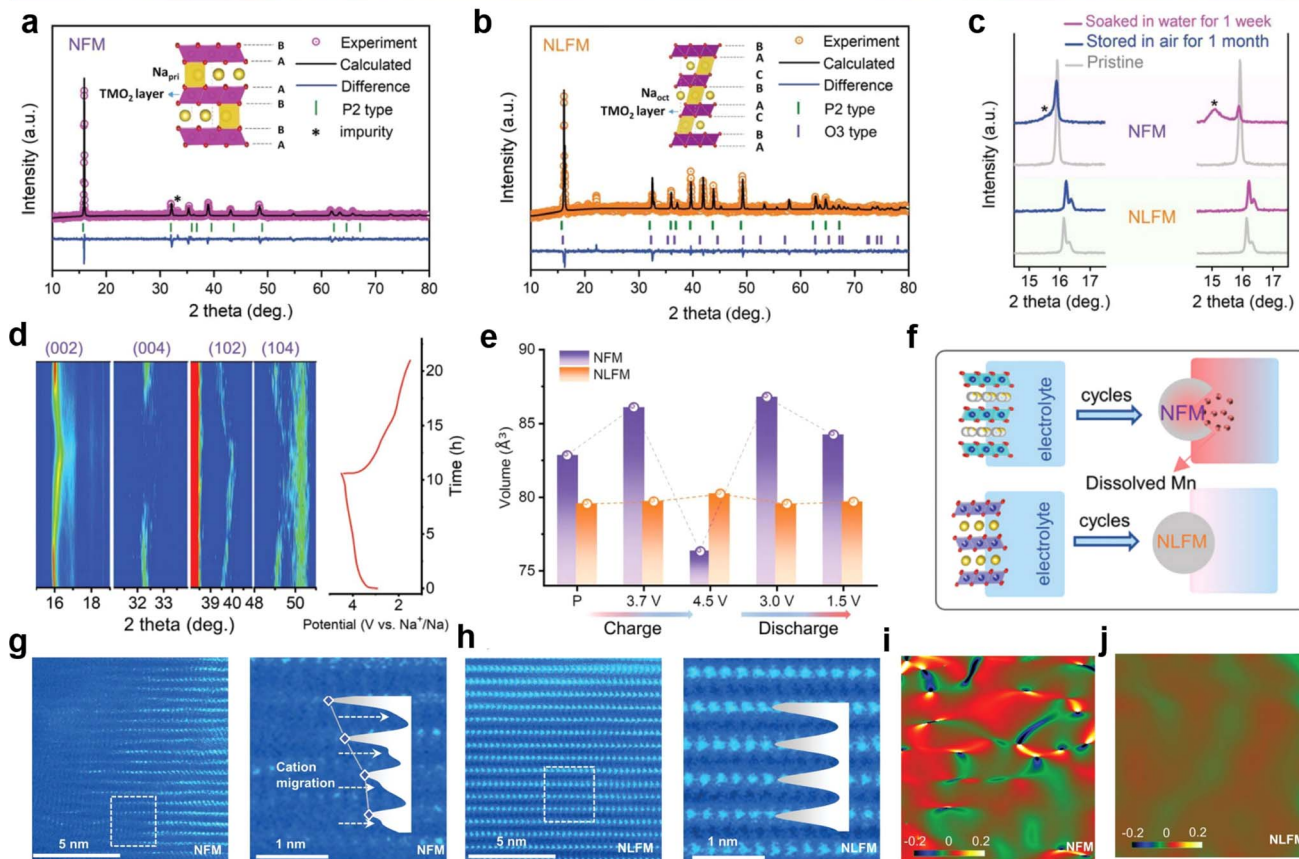 a
NFM
Na_pri
TMO₂ layer
B
A
A
B
B
A
Experiment
Calculated
Difference
P2 type
* impurity
*
Intensity (a.u.)
10 20 30 40 50 60 70 80
2 theta (deg.)
b
NLFM
Na_oct
TMO₂ layer
B
A
C
B
A
C
B
A
Experiment
Calculated
Difference
P2 type
O3 type
Intensity (a.u.)
10 20 30 40 50 60 70 80
2 theta (deg.)
c
Soaked in water for 1 week
Stored in air for 1 month
Pristine
*
*
NFM
NLFM
Intensity (a.u.)
15 16 17
15 16 17
2 theta (deg.)
2 theta (deg.)
d
(002) (004) (102) (104)
20
15
10
5
0
Time (h)
16 18 32 33 39 40 48 50
4 2
2 theta (deg.)
Potential (V vs. Na⁺/Na)
e
NFM
NLFM
90
85
80
75
Volume (Å³)
P 3.7 V 4.5 V 3.0 V 1.5 V
Charge Discharge
f
electrolyte
cycles
NFM
Dissolved Mn
electrolyte
cycles
NLFM
g
5 nm
NFM
Cation
migration
1 nm
NFM
h
5 nm
NLFM
1 nm
NLFM
i
-0.2 0 0.2
NFM
j
-0.2 0 0.2
NLFM